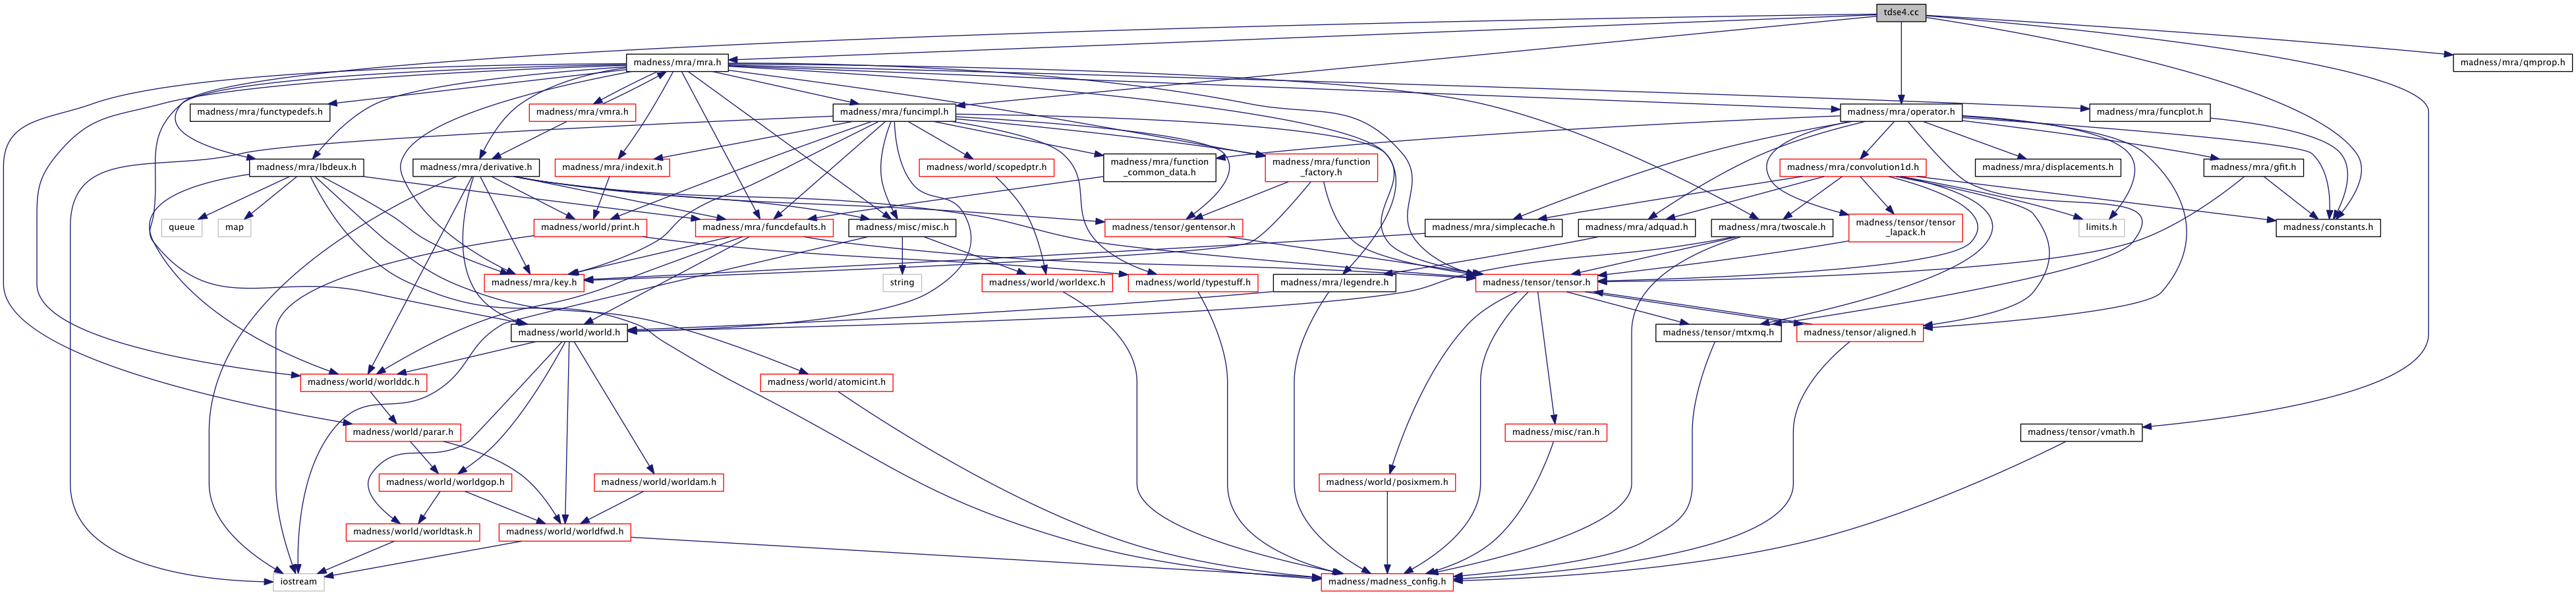 tdse4.cc
madness/mra/mra.h
madness/mra/qmprop.h
madness/mra/functypedefs.h
madness/mra/vmra.h
madness/mra/funcimpl.h
madness/mra/operator.h
madness/mra/funcplot.h
madness/mra/lbdeux.h
madness/mra/derivative.h
madness/mra/indexit.h
madness/world/scopedptr.h
madness/mra/function
_common_data.h
madness/mra/function
_factory.h
madness/mra/convolution1d.h
madness/mra/displacements.h
madness/mra/gfit.h
queue
map
madness/world/print.h
madness/mra/funcdefaults.h
madness/misc/misc.h
madness/tensor/gentensor.h
madness/mra/simplecache.h
madness/mra/adquad.h
madness/mra/twoscale.h
madness/tensor/tensor
_lapack.h
limits.h
madness/constants.h
madness/mra/key.h
string
madness/world/worldexc.h
madness/world/typestuff.h
madness/mra/legendre.h
madness/tensor/tensor.h
madness/world/world.h
madness/tensor/mtxmq.h
madness/tensor/aligned.h
madness/world/worlddc.h
madness/world/atomicint.h
madness/world/parar.h
madness/misc/ran.h
madness/tensor/vmath.h
madness/world/worldgop.h
madness/world/worldam.h
madness/world/posixmem.h
madness/world/worldtask.h
madness/world/worldfwd.h
iostream
madness/madness_config.h